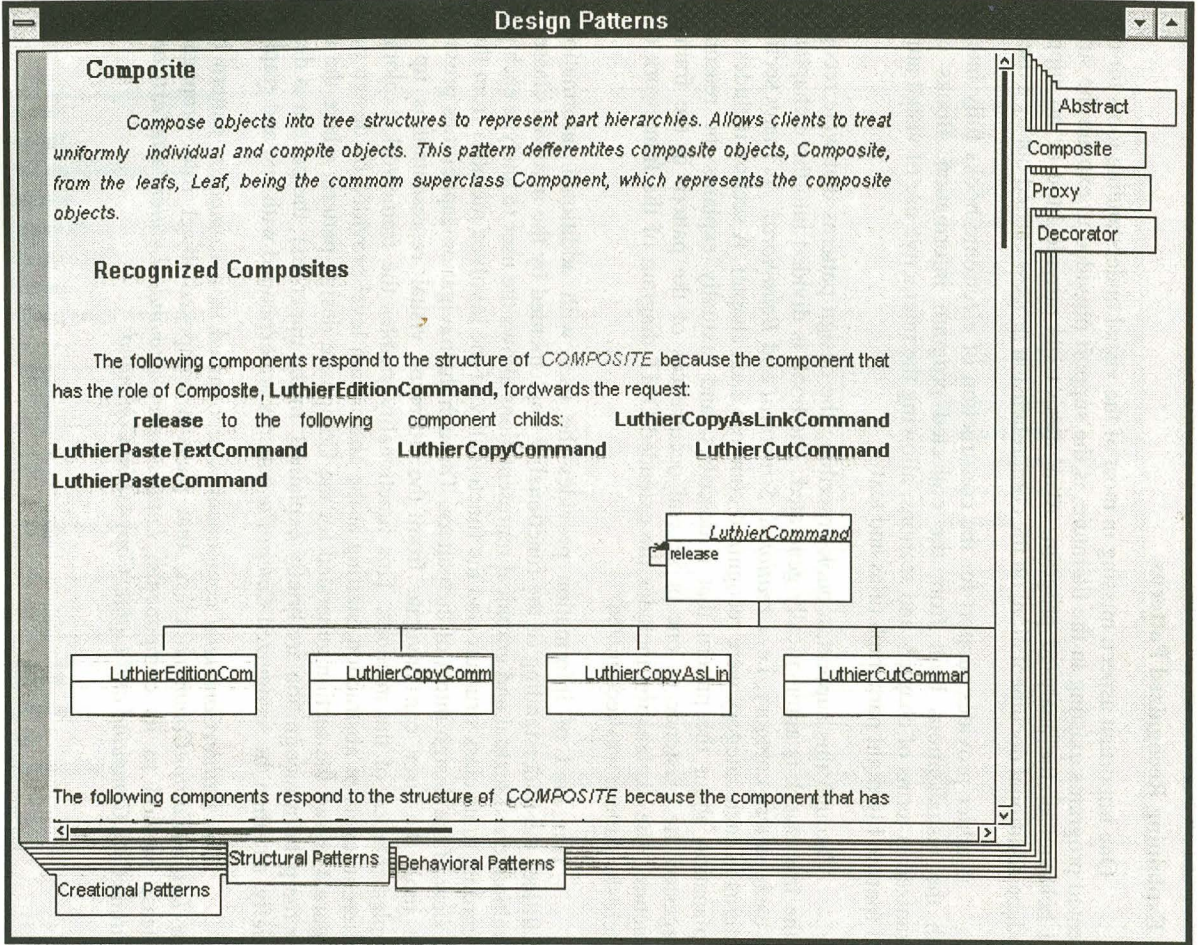 Design Patterns
Composite
Compose objects into tree structures to represent part hierarchies. Allows clients to treat
uniformly individual and compite objects. This pattern defferentites composite objects, Composite,
from the leafs, Leaf, being the commom superclass Component, which represents the composite
objects.
Recognized Composites
The following components respond to the structure of COMPOSITE because the component that
has the role of Composite, LuthierEditionCommand, fordwards the request:
release to the following component childs: LuthierCopyAsLinkCommand
LuthierPasteTextCommand LuthierCopyCommand LuthierCutCommand
LuthierPasteCommand
LuthierCommand
release
LuthierEditionCom
LuthierCopyComm
LuthierCopyAsLin
LuthierCutCommar
The following components respond to the structure of COMPOSITE because the component that has
Abstract
Composite
Proxy
Decorator
Structural Patterns
Behavioral Patterns
Creational Patterns